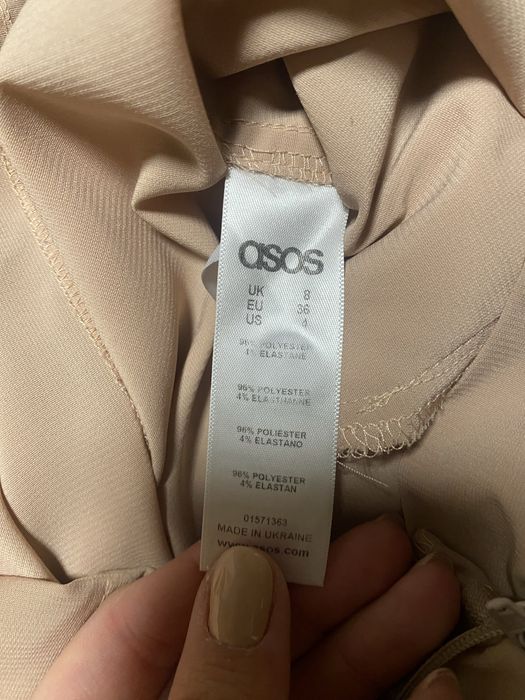 asos
UK 8
EU 36
US 4
96% POLYESTER
4% ELASTANE
96% POLYESTER
4% ELASTHANNE
96% POLIÉSTER
4% ELASTANO
96% POLYESTER
4% ELASTAN
01571363
MADE IN UKRAINE
www.asos.com